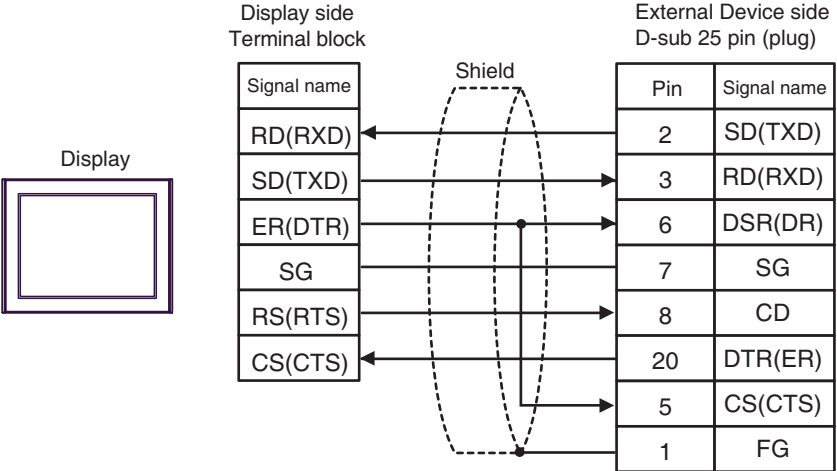 Display side
Terminal block
External Device side
D-sub 25 pin (plug)
Display
Shield
Signal name
RD(RXD)
SD(TXD)
ER(DTR)
SG
RS(RTS)
CS(CTS)
Pin Signal name
2 SD(TXD)
3 RD(RXD)
6 DSR(DR)
7 SG
8 CD
20 DTR(ER)
5 CS(CTS)
1 FG